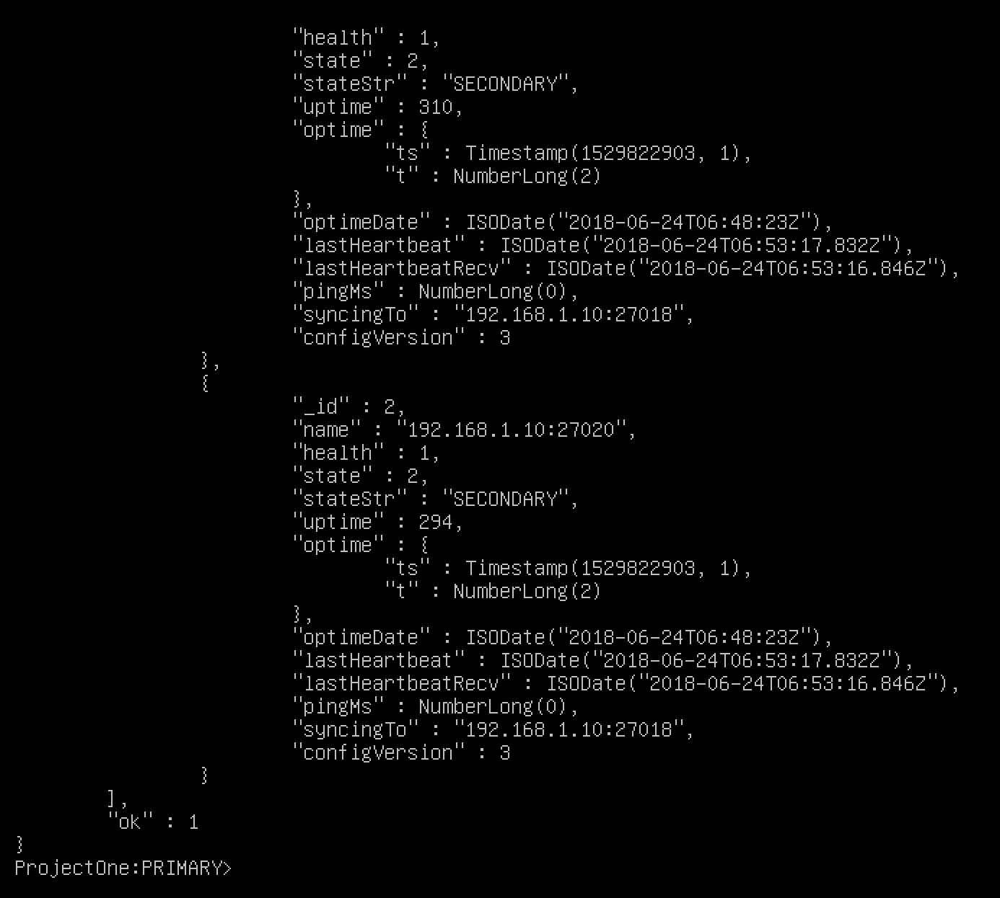 "health" : 1,
"state" : 2,
"stateStr" : "SECONDARY",
"uptime" : 310,
"optime" : {
"ts" : Timestamp(1529822903, 1),
"t" : NumberLong(2)
},
"optimeDate" : ISODate("2018-06-24T06:48:23Z"),
"lastHeartbeat" : ISODate("2018-06-24T06:53:17.832Z"),
"lastHeartbeatRecv" : ISODate("2018-06-24T06:53:16.846Z"),
"pingMs" : NumberLong(0),
"syncingTo" : "192.168.1.10:27018",
"configVersion" : 3
},
{
"_id" : 2,
"name" : "192.168.1.10:27020",
"health" : 1,
"state" : 2,
"stateStr" : "SECONDARY",
"uptime" : 294,
"optime" : {
"ts" : Timestamp(1529822903, 1),
"t" : NumberLong(2)
},
"optimeDate" : ISODate("2018-06-24T06:48:23Z"),
"lastHeartbeat" : ISODate("2018-06-24T06:53:17.832Z"),
"lastHeartbeatRecv" : ISODate("2018-06-24T06:53:16.846Z"),
"pingMs" : NumberLong(0),
"syncingTo" : "192.168.1.10:27018",
"configVersion" : 3
}
],
"ok" : 1
}
ProjectOne:PRIMARY>